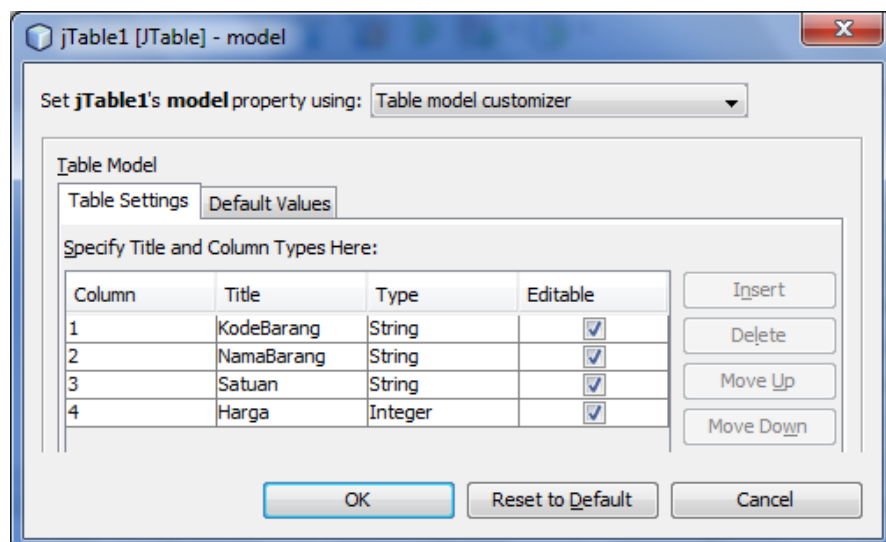 jTable1 [JTable] - model
Set jTable1's model property using: Table model customizer
Table Model
Table Settings Default Values
Specify Title and Column Types Here:
Column Title Type Editable
1 KodeBarang String
2 NamaBarang String
3 Satuan String
4 Harga Integer
Insert
Delete
Move Up
Move Down
OK Reset to Default Cancel